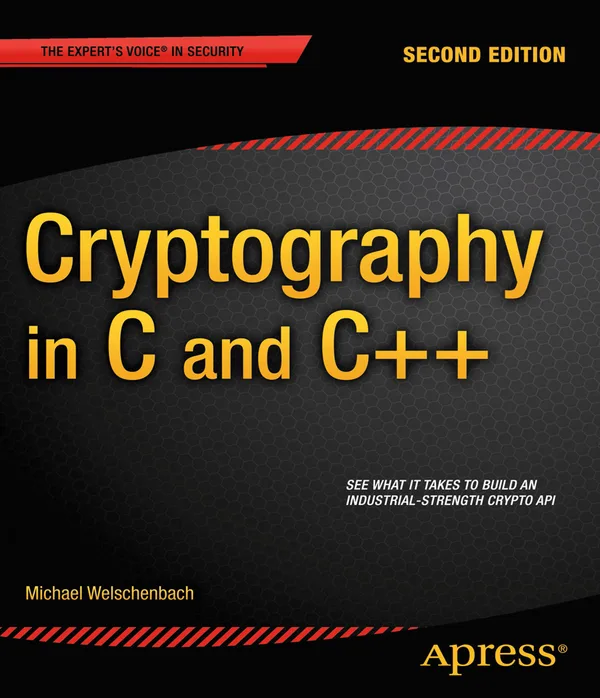 THE EXPERT'S VOICE® IN SECURITY
SECOND EDITION
Cryptography
in C and C++
SEE WHAT IT TAKES TO BUILD AN
INDUSTRIAL-STRENGTH CRYPTO API
Michael Welschenbach
Apress®